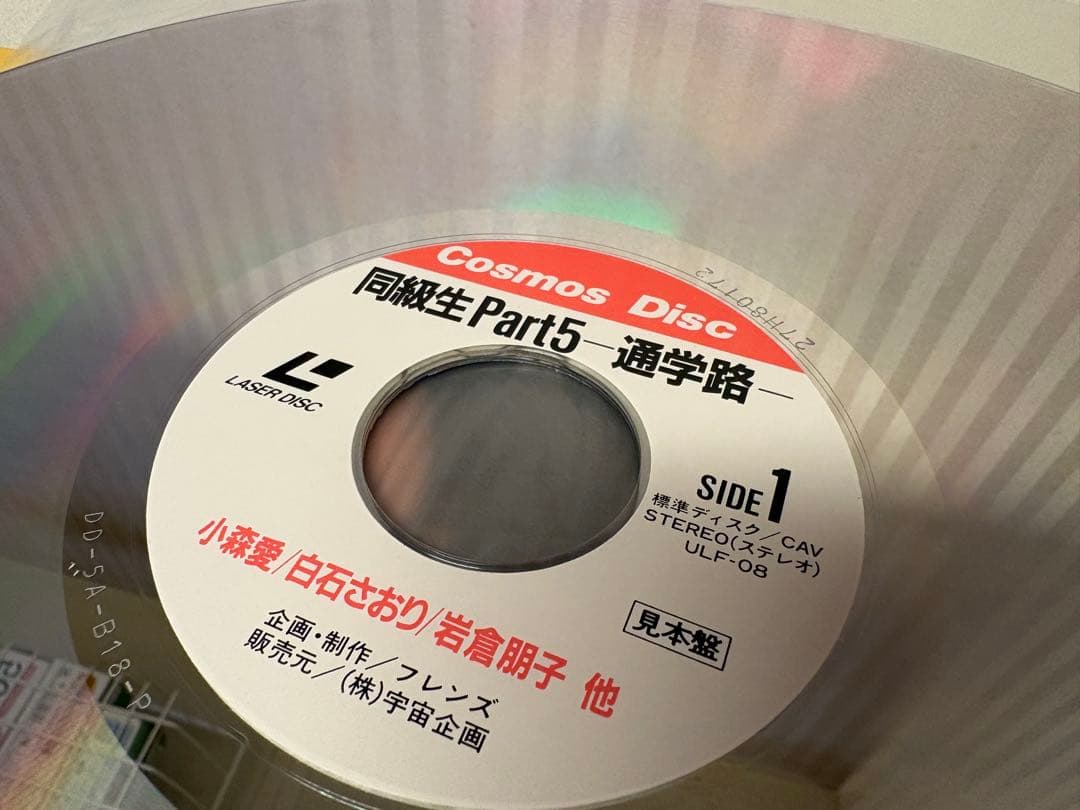 Cosmos Disc
同級生Part5―通学路―
LASER DISC
SIDE 1
標準ディスク/CAV
STEREO(ステレオ)
ULF-08
見本盤
小森愛/白石さおり/岩倉朋子 他
企画・制作/フレンズ
販売元/(株)宇宙企画
DD-5A-B18-P